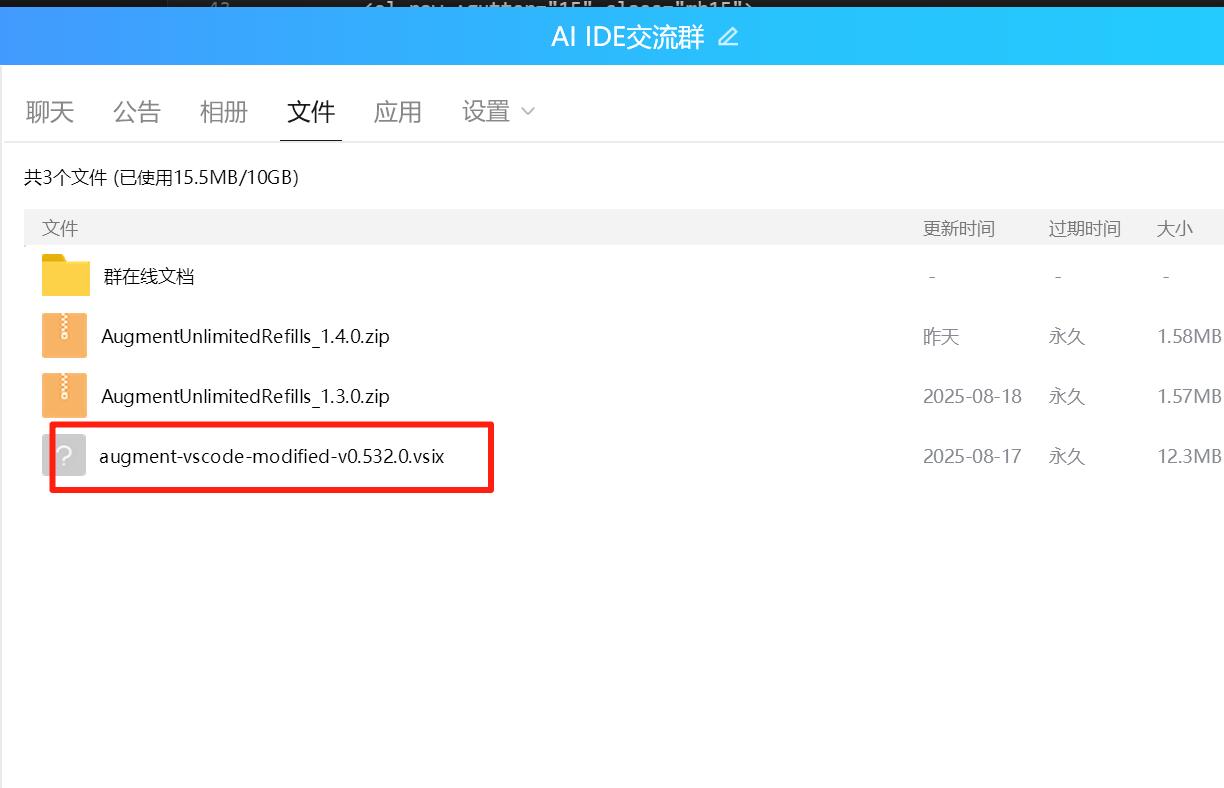 AI IDE交流群
聊天 公告 相册 文件 应用 设置
共3个文件 (已使用15.5MB/10GB)
文件 更新时间 过期时间 大小
群在线文档 - - -
AugmentUnlimitedRefills_1.4.0.zip 昨天 永久 1.58MB
AugmentUnlimitedRefills_1.3.0.zip 2025-08-18 永久 1.57MB
? augment-vscode-modified-v0.532.0.vsix 2025-08-17 永久 12.3MB